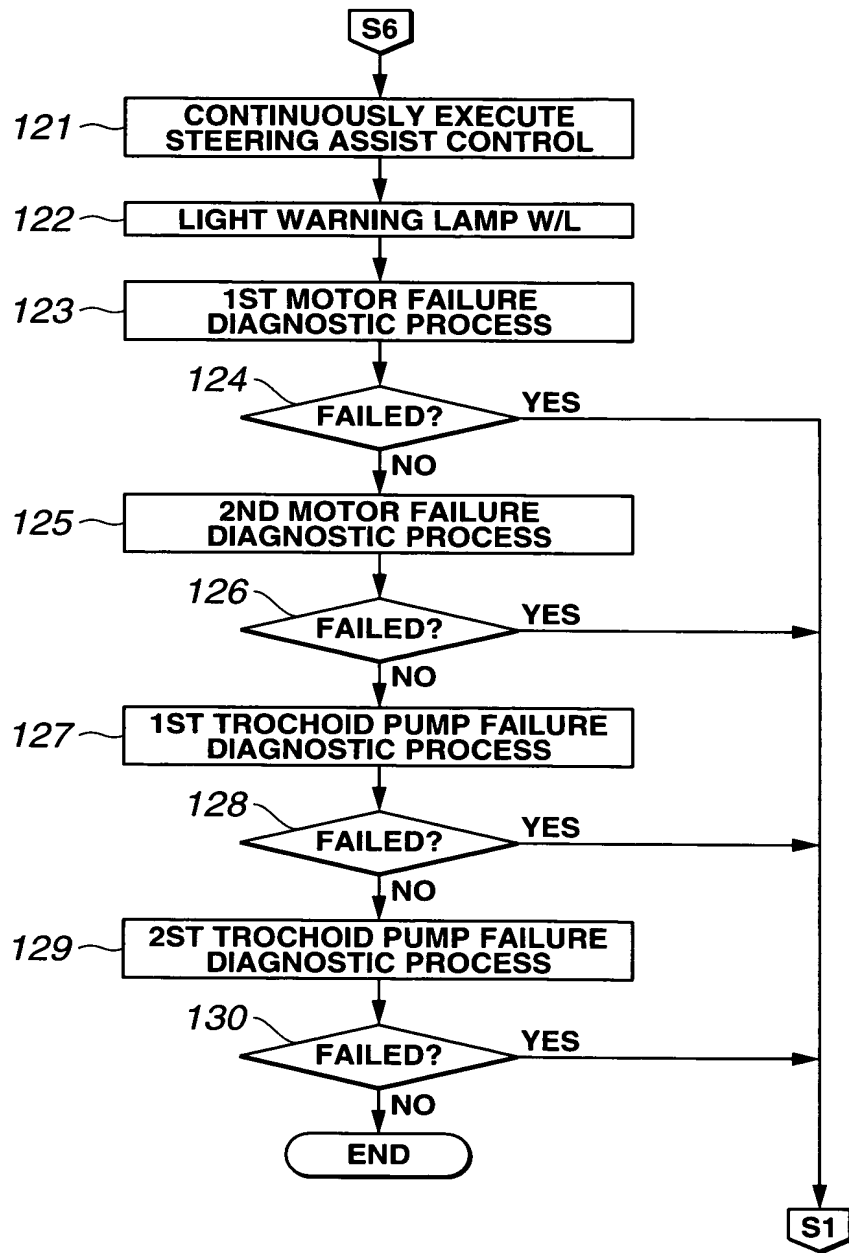 S6
121
CONTINUOUSLY EXECUTE
STEERING ASSIST CONTROL
122
LIGHT WARNING LAMP W/L
123
1ST MOTOR FAILURE
DIAGNOSTIC PROCESS
124
FAILED?
YES
NO
125
2ND MOTOR FAILURE
DIAGNOSTIC PROCESS
126
FAILED?
YES
NO
127
1ST TROCHOID PUMP FAILURE
DIAGNOSTIC PROCESS
128
FAILED?
YES
NO
129
2ST TROCHOID PUMP FAILURE
DIAGNOSTIC PROCESS
130
FAILED?
YES
NO
END
S1